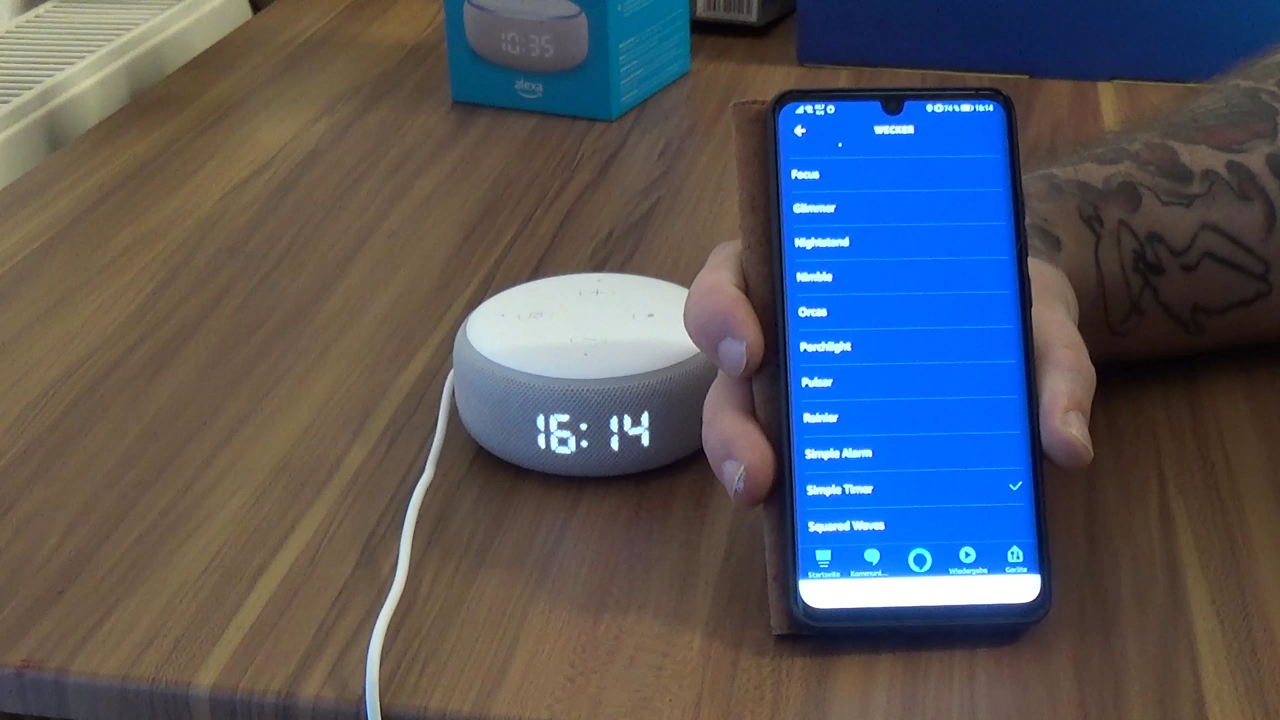 10:35
alexa
74 % 16:14
WECKER
Focus
Glimmer
Nightstand
Nimble
Orcas
Porchlight
Pulsar
Rainier
Simple Alarm
Simple Timer
Squared Waves
Startseite Kommuni... Wiedergabe Geräte
16:14